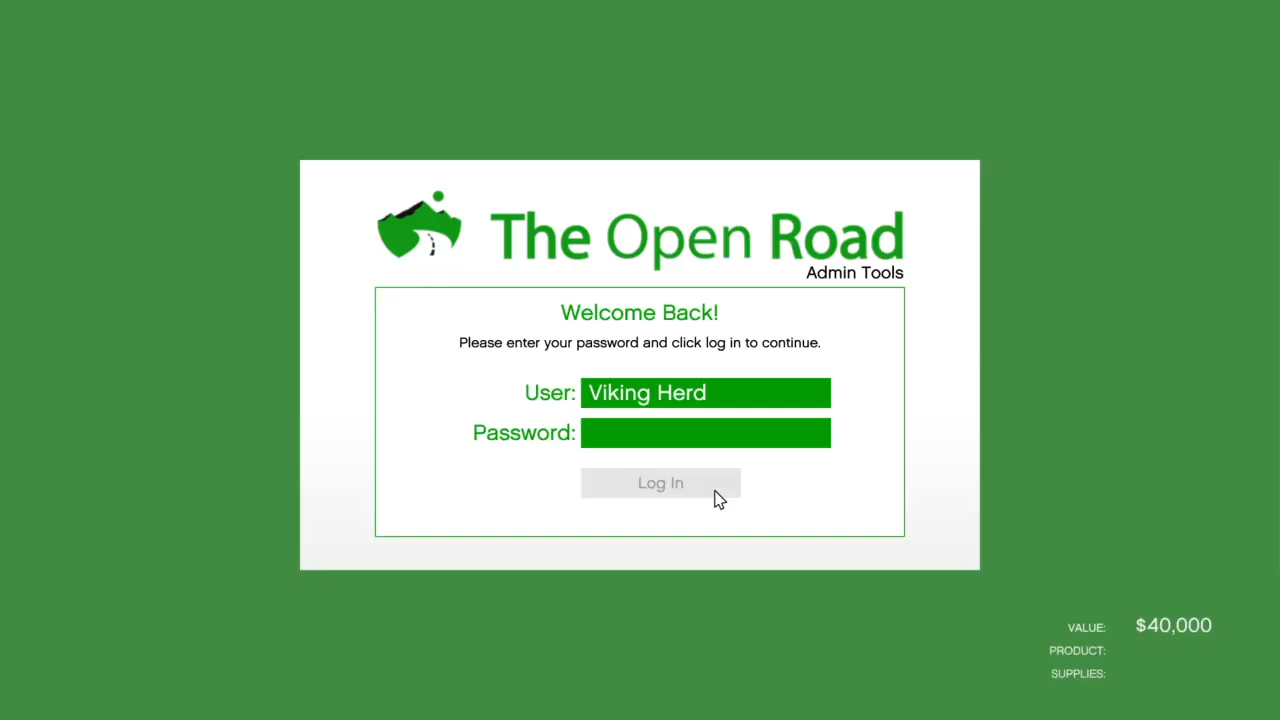 The Open Road
Admin Tools
Welcome Back!
Please enter your password and click log in to continue.
User: Viking Herd
Password:
Log In
VALUE: $40,000
PRODUCT:
SUPPLIES: